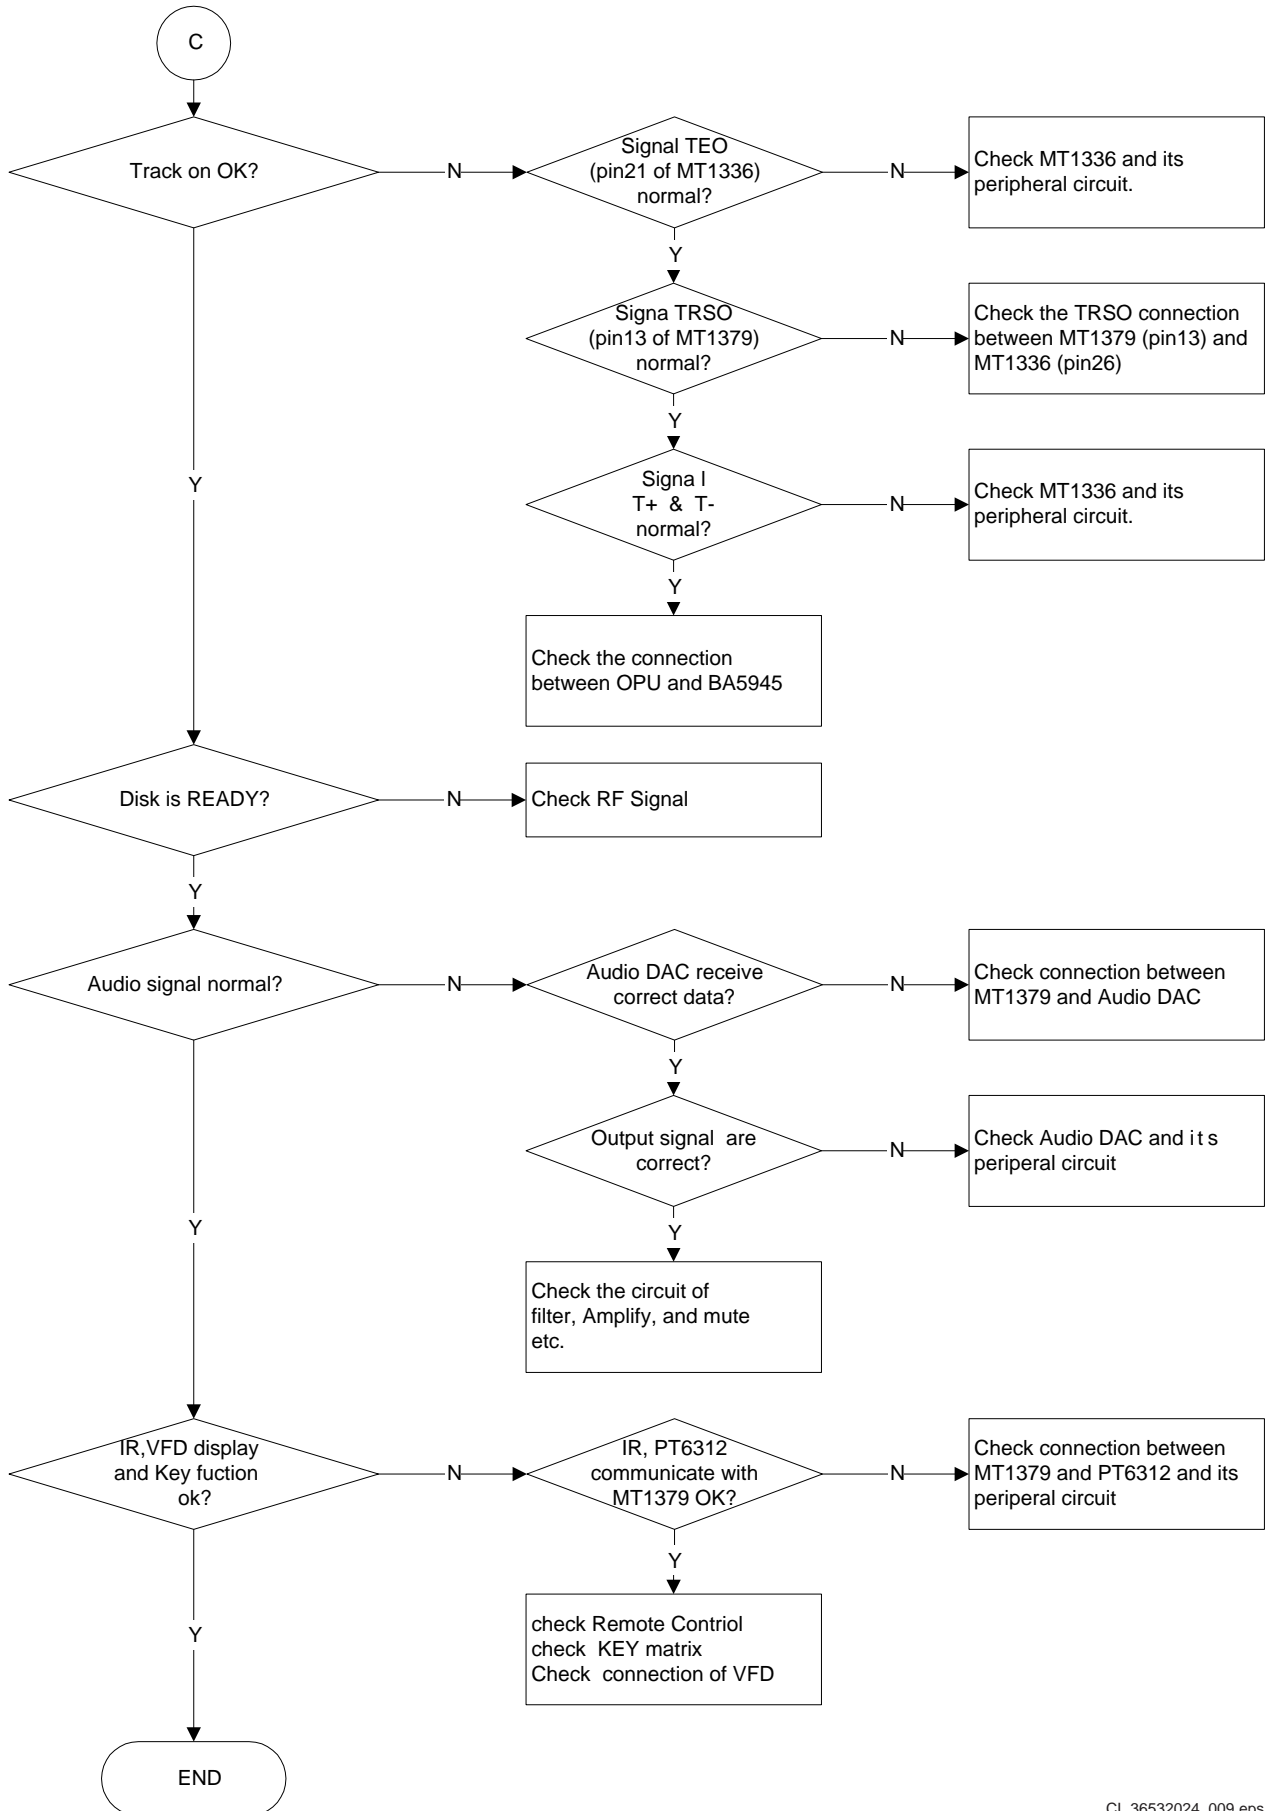 C
Track on OK?
N
Signal TEO
(pin21 of MT1336)
normal?
N
Check MT1336 and its
peripheral circuit.
Y
Signa TRSO
(pin13 of MT1379)
normal?
N
Check the TRSO connection
between MT1379 (pin13) and
MT1336 (pin26)
Y
Y
Signa l
T+ & T-
normal?
N
Check MT1336 and its
peripheral circuit.
Y
Check the connection
between OPU and BA5945
Disk is READY?
N
Check RF Signal
Y
Audio signal normal?
N
Audio DAC receive
correct data?
N
Check connection between
MT1379 and Audio DAC
Y
Output signal are
correct?
N
Check Audio DAC and its
periperal circuit
Y
Y
Check the circuit of
filter, Amplify, and mute
etc.
IR,VFD display
and Key fuction
ok?
N
IR, PT6312
communicate with
MT1379 OK?
N
Check connection between
MT1379 and PT6312 and its
periperal circuit
Y
Y
check Remote Contriol
check KEY matrix
Check connection of VFD
END
CL 36532024_009.eps